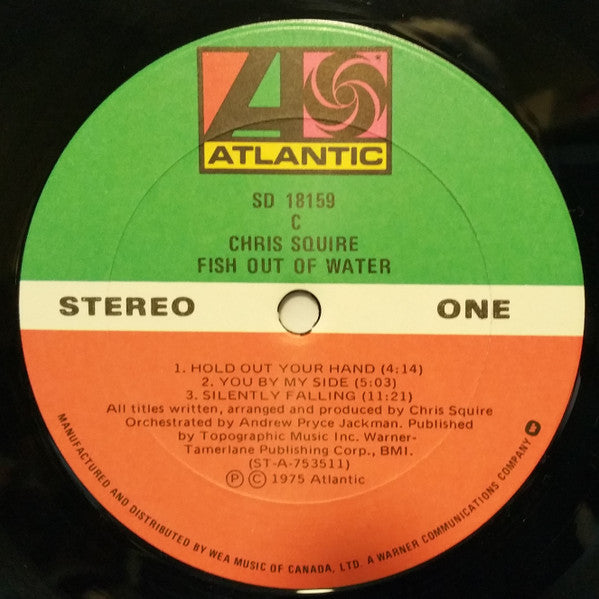 ATLANTIC
SD 18159
C
CHRIS SQUIRE
FISH OUT OF WATER
STEREO ONE
1. HOLD OUT YOUR HAND (4:14)
2. YOU BY MY SIDE (5:03)
3. SILENTLY FALLING (11:21)
All titles written, arranged and produced by Chris Squire
Orchestrated by Andrew Pryce Jackman. Published
by Topographic Music Inc. Warner-
Tamerlane Publishing Corp., BMI.
(ST-A-753511)
Ⓟ © 1975 Atlantic
MANUFACTURED AND DISTRIBUTED BY WEA MUSIC OF CANADA, LTD. A WARNER COMMUNICATIONS COMPANY